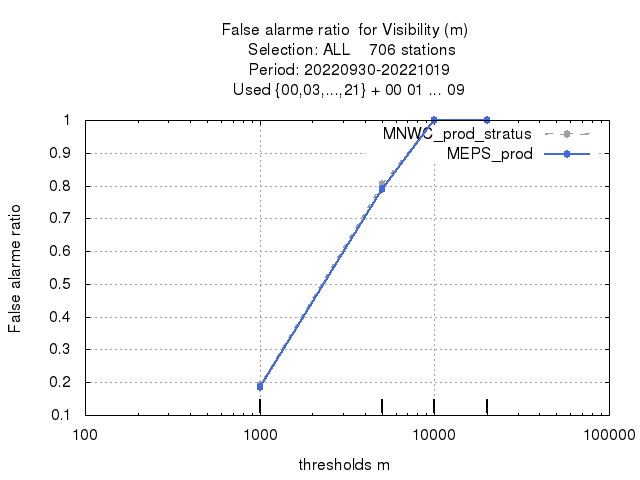 False alarme ratio  for Visibility (m)
Selection: ALL    706 stations
Period: 20220930-20221019
Used {00,03,...,21} + 00 01 ... 09
MNWC_prod_stratus
MEPS_prod
False alarme ratio
1
0.9
0.8
0.7
0.6
0.5
0.4
0.3
0.2
0.1
100
1000
10000
100000
thresholds m